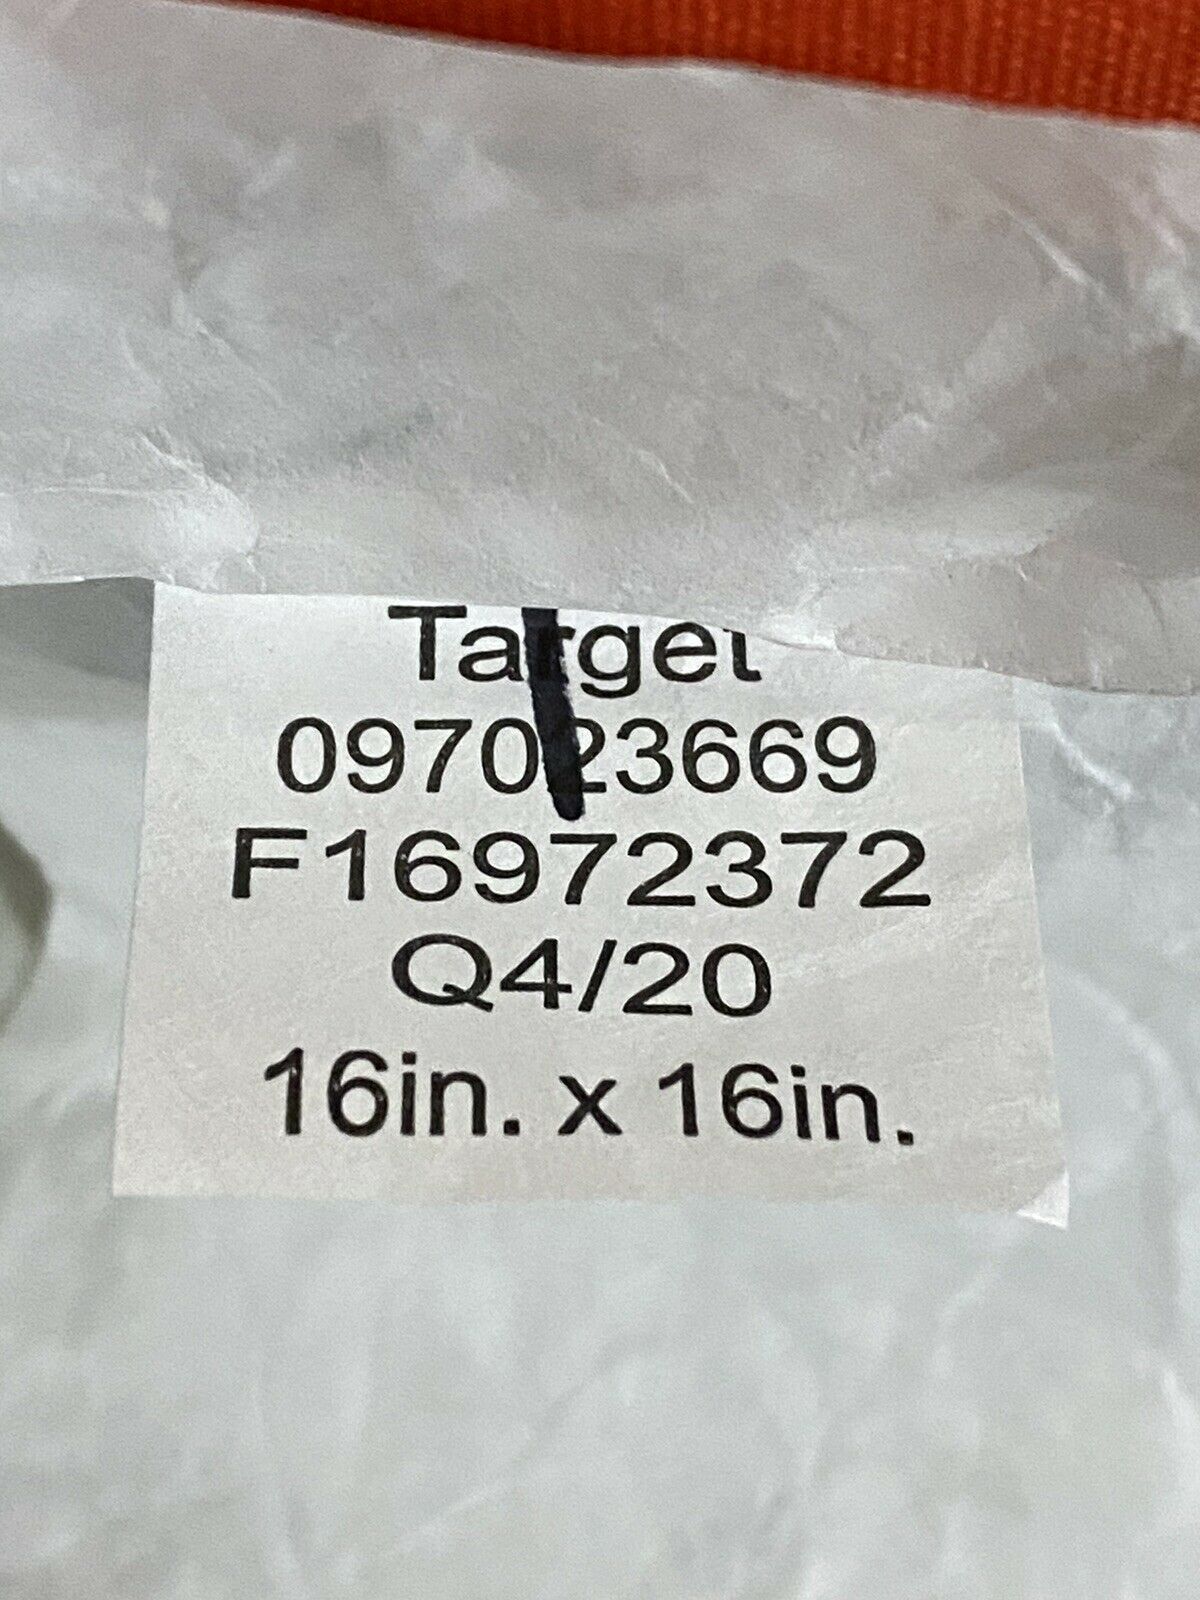 Target
097023669
F16972372
Q4/20
16in. x 16in.